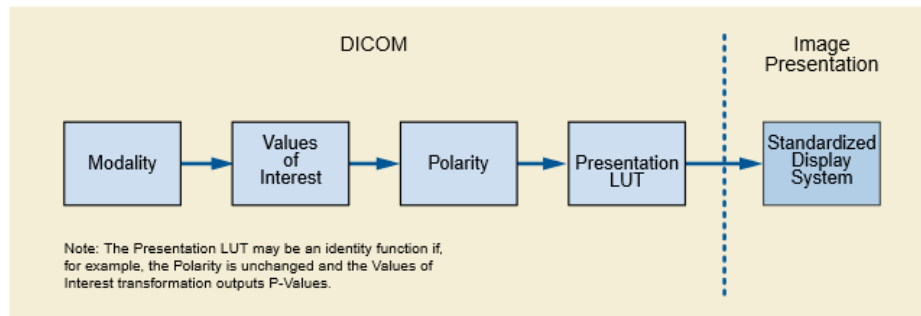 DICOM
Image
Presentation
Modality
Values
of
Interest
Polarity
Presentation
LUT
Standardized
Display
System
Note: The Presentation LUT may be an identity function if,
for example, the Polarity is unchanged and the Values of
Interest transformation outputs P-Values.